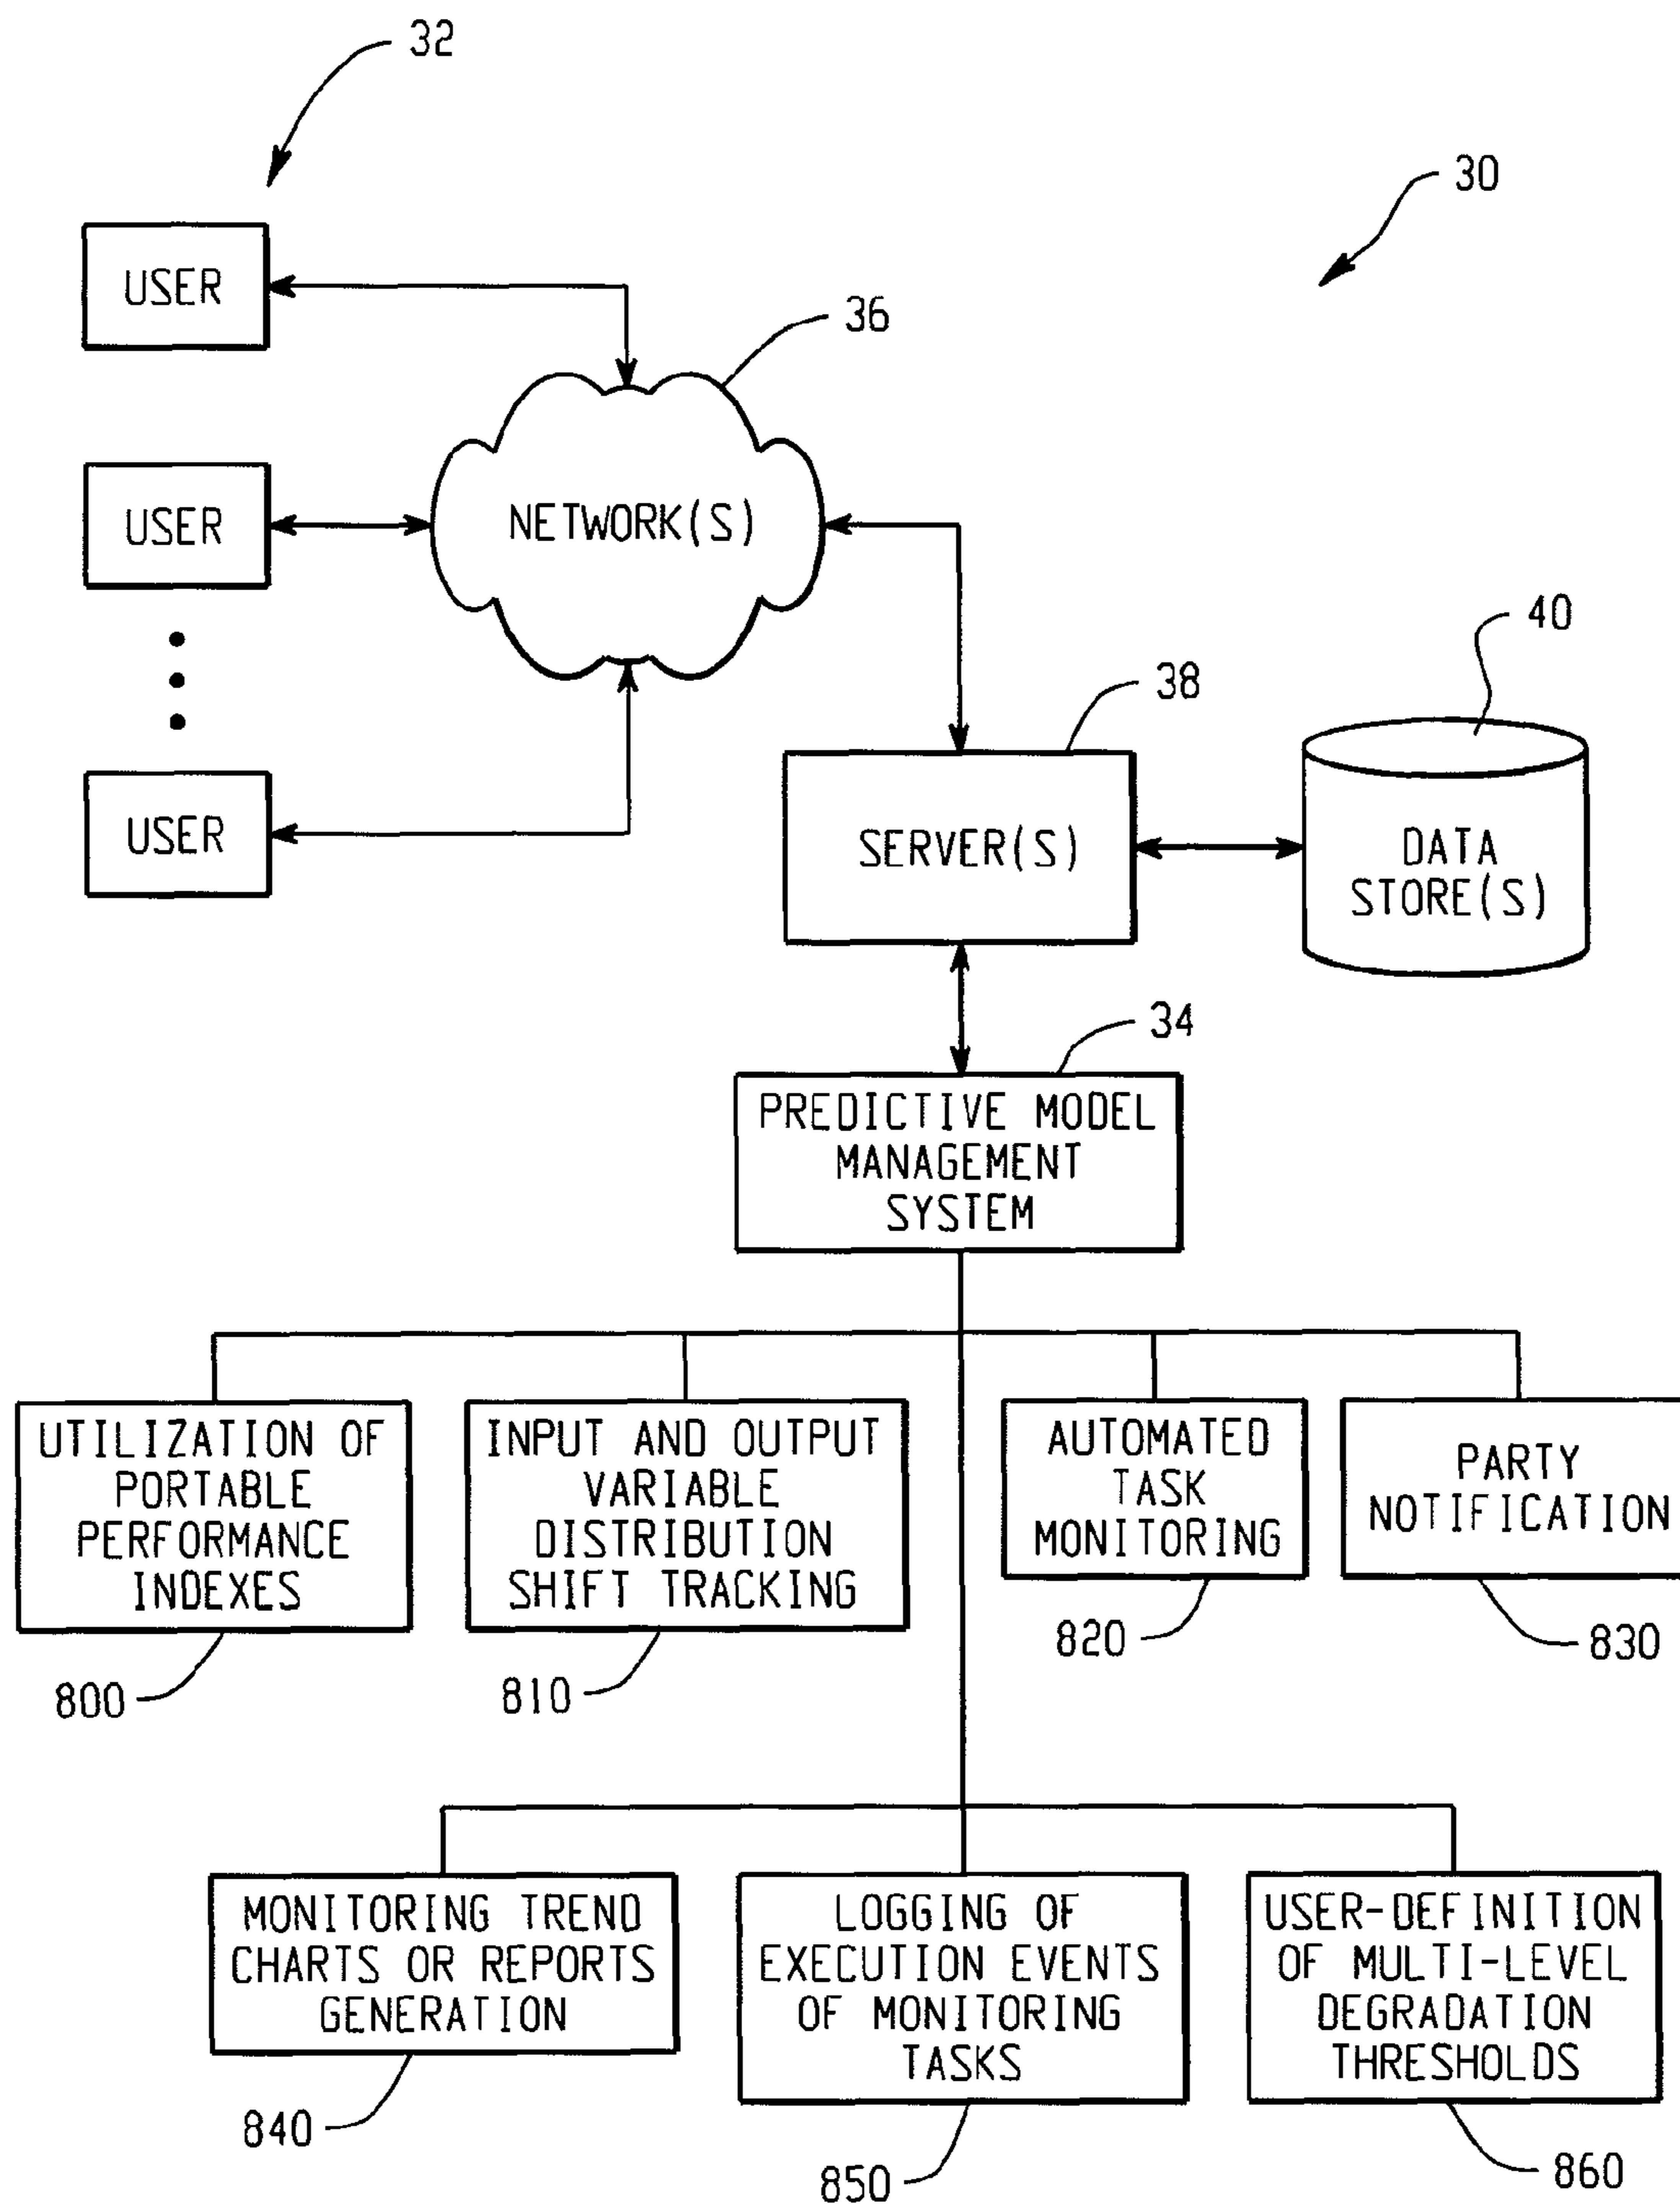 32
30
USER
36
USER
NETWORK(S)
40
38
USER
SERVER(S)
DATA
STORE(S)
34
PREDICTIVE MODEL
MANAGEMENT
SYSTEM
UTILIZATION OF
PORTABLE
PERFORMANCE
INDEXES
INPUT AND OUTPUT
VARIABLE
DISTRIBUTION
SHIFT TRACKING
AUTOMATED
TASK
MONITORING
PARTY
NOTIFICATION
800
810
820
830
MONITORING TREND
CHARTS OR REPORTS
GENERATION
LOGGING OF
EXECUTION EVENTS
OF MONITORING
TASKS
USER-DEFINITION
OF MULTI-LEVEL
DEGRADATION
THRESHOLDS
840
850
860